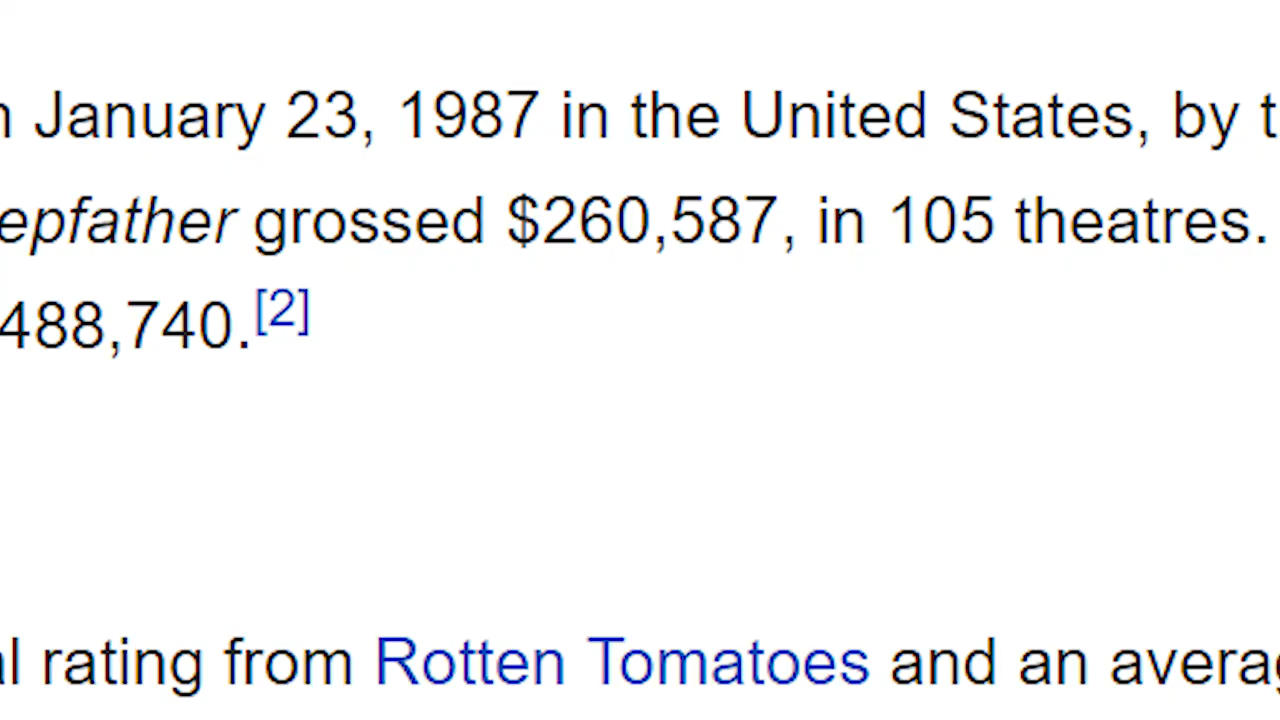 n January 23, 1987 in the United States, by t
epfather grossed $260,587, in 105 theatres.
488,740.[2]
al rating from Rotten Tomatoes and an averag